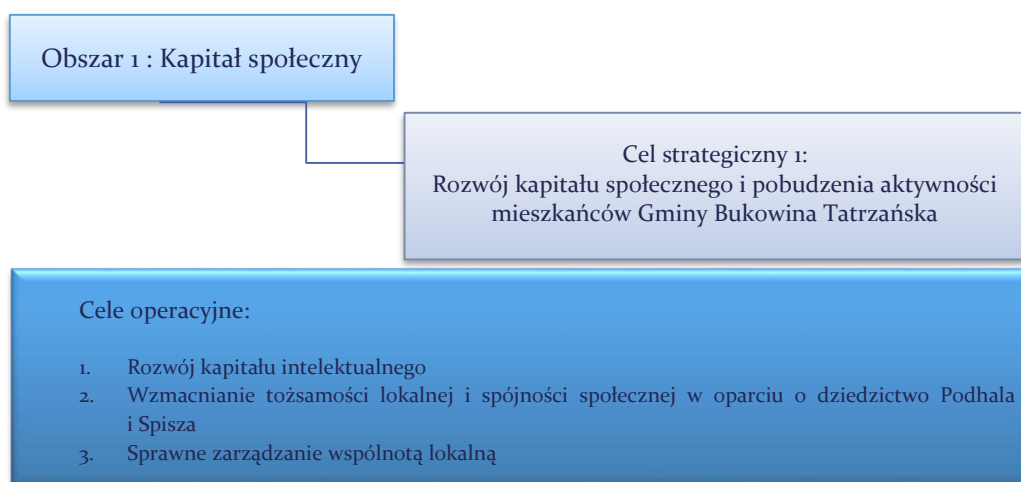 Obszar 1 : Kapitał społeczny
Cel strategiczny 1:
Rozwój kapitału społecznego i pobudzenia aktywności
mieszkańców Gminy Bukowina Tatrzańska
Cele operacyjne:
1. Rozwój kapitału intelektualnego
2. Wzmacnianie tożsamości lokalnej i spójności społecznej w oparciu o dziedzictwo Podhala
i Spisza
3. Sprawne zarządzanie wspólnotą lokalną